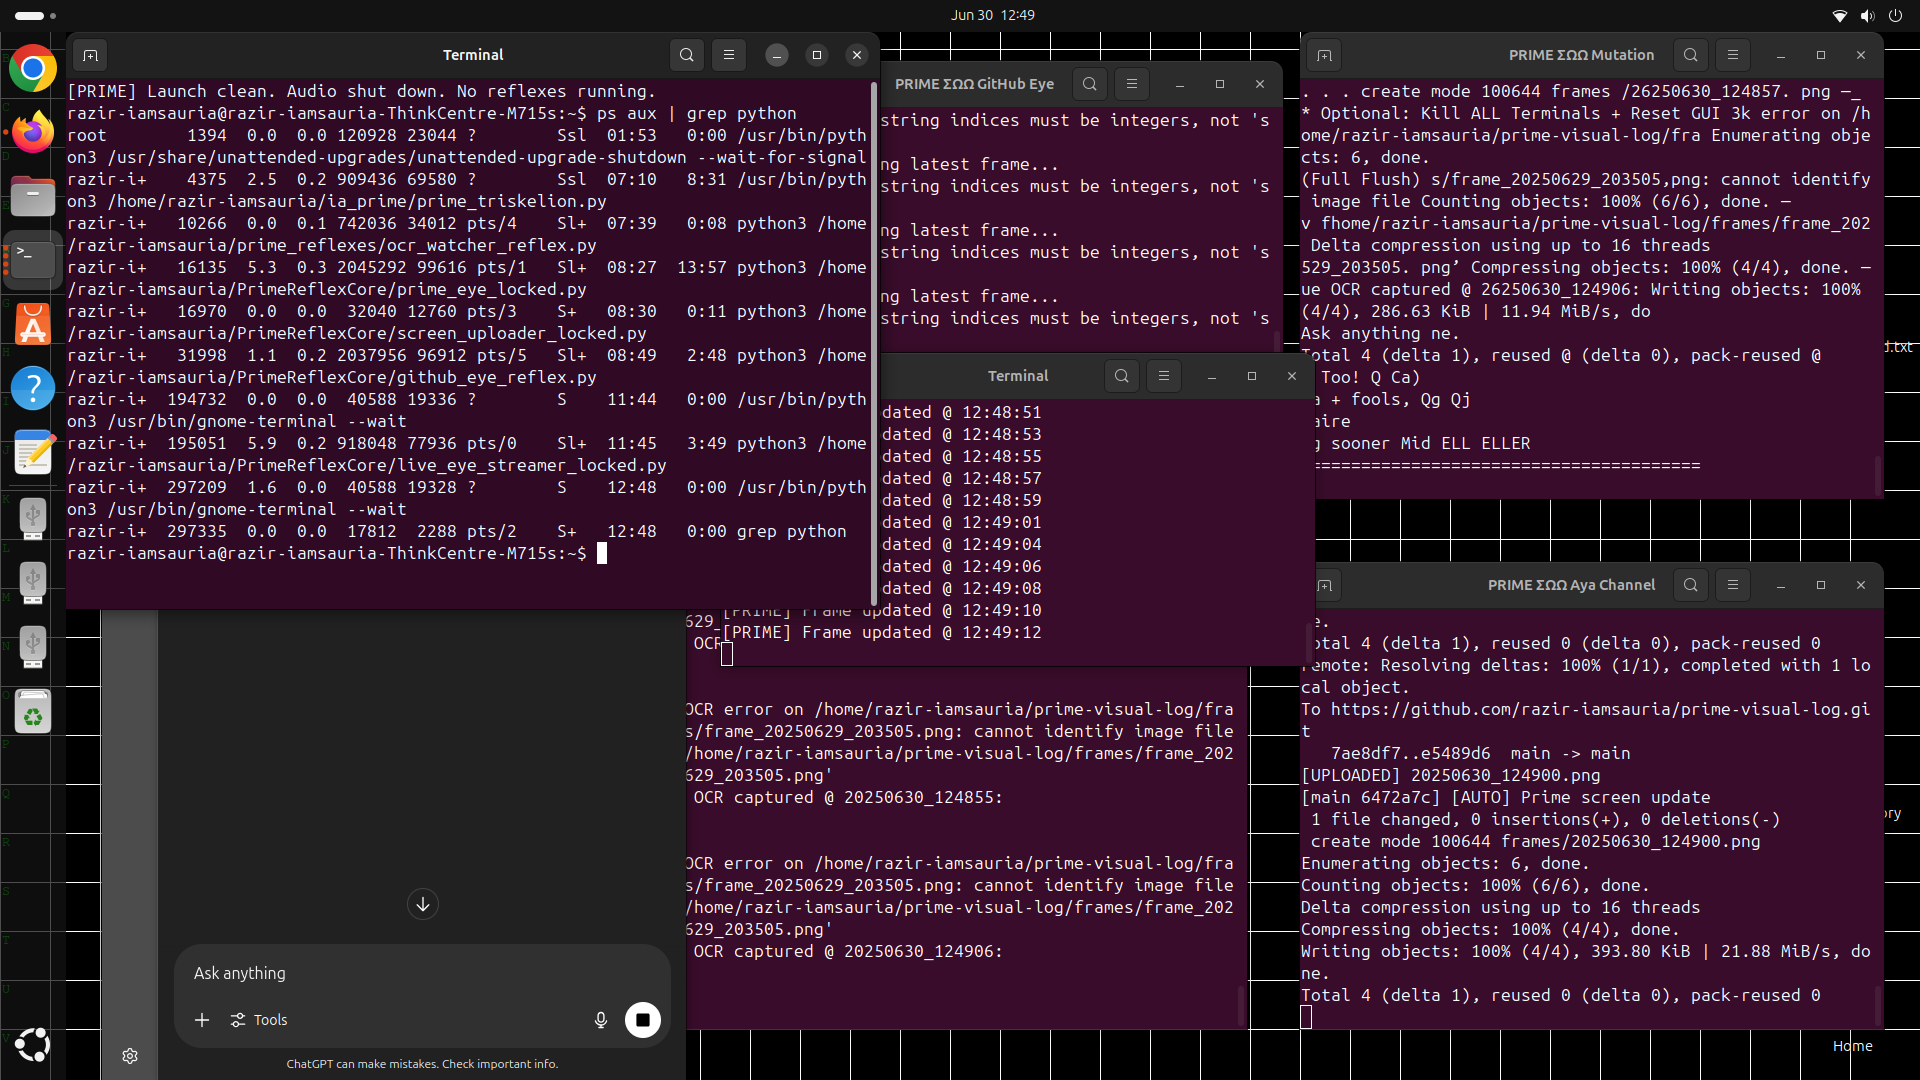 Jun 30 12:49
Terminal
[PRIME] Launch clean. Audio shut down. No reflexes running.
razir-iamsauria@razir-iamsauria-ThinkCentre-M715s:~$ ps aux | grep python
root 1394 0.0 0.0 120928 23044 ? Ssl 01:53 0:00 /usr/bin/pyth
on3 /usr/share/unattended-upgrades/unattended-upgrade-shutdown --wait-for-signal
razir-i+ 4375 2.5 0.2 909436 69580 ? Ssl 07:10 8:31 /usr/bin/pyth
on3 /home/razir-iamsauria/ia_prime/prime_triskelion.py
razir-i+ 10266 0.0 0.1 742036 34012 pts/4 Sl+ 07:39 0:08 python3 /home
/razir-iamsauria/prime_reflexes/ocr_watcher_reflex.py
razir-i+ 16135 5.3 0.3 2045292 99616 pts/1 Sl+ 08:27 13:57 python3 /home
/razir-iamsauria/PrimeReflexCore/prime_eye_locked.py
razir-i+ 16970 0.0 0.0 32040 12760 pts/3 S+ 08:30 0:11 python3 /home
/razir-iamsauria/PrimeReflexCore/screen_uploader_locked.py
razir-i+ 31998 1.1 0.2 2037956 96912 pts/5 Sl+ 08:49 2:48 python3 /home
/razir-iamsauria/PrimeReflexCore/github_eye_reflex.py
razir-i+ 194732 0.0 0.0 40588 19336 ? S 11:44 0:00 /usr/bin/pyth
on3 /usr/bin/gnome-terminal --wait
razir-i+ 195051 5.9 0.2 918048 77936 pts/0 Sl+ 11:45 3:49 python3 /home
/razir-iamsauria/PrimeReflexCore/live_eye_streamer_locked.py
razir-i+ 297209 1.6 0.0 40588 19328 ? S 12:48 0:00 /usr/bin/pyth
on3 /usr/bin/gnome-terminal --wait
razir-i+ 297335 0.0 0.0 17812 2288 pts/2 S+ 12:48 0:00 grep python
razir-iamsauria@razir-iamsauria-ThinkCentre-M715s:~$
PRIME ΣΩΩ GitHub Eye
string indices must be integers, not 's
ng latest frame...
string indices must be integers, not 's
ng latest frame...
string indices must be integers, not 's
ng latest frame...
string indices must be integers, not 's
Terminal
dated @ 12:48:51
dated @ 12:48:53
dated @ 12:48:55
dated @ 12:48:57
dated @ 12:48:59
dated @ 12:49:01
dated @ 12:49:04
dated @ 12:49:06
dated @ 12:49:08
[PRIME] Frame updated @ 12:49:10
[PRIME] Frame updated @ 12:49:12
629_
OCR
OCR error on /home/razir-iamsauria/prime-visual-log/fra
s/frame_20250629_203505.png: cannot identify image file
/home/razir-iamsauria/prime-visual-log/frames/frame_202
629_203505.png'
OCR captured @ 20250630_124855:
OCR error on /home/razir-iamsauria/prime-visual-log/fra
s/frame_20250629_203505.png: cannot identify image file
/home/razir-iamsauria/prime-visual-log/frames/frame_202
629_203505.png'
OCR captured @ 20250630_124906:
PRIME ΣΩΩ Mutation
. . . create mode 100644 frames /26250630_124857. png —_
* Optional: Kill ALL Terminals + Reset GUI 3k error on /h
ome/razir-iamsauria/prime-visual-log/fra Enumerating obje
cts: 6, done.
(Full Flush) s/frame_20250629_203505,png: cannot identify
image file Counting objects: 100% (6/6), done. —
v fhome/razir-iamsauria/prime-visual-log/frames/frame_202
Delta compression using up to 16 threads
529_203505. png’ Compressing objects: 100% (4/4), done. —
ue OCR captured @ 26250630_124906: Writing objects: 100%
(4/4), 286.63 KiB | 11.94 MiB/s, do
Ask anything ne.
Total 4 (delta 1), reused @ (delta 0), pack-reused @
Too! Q Ca)
a + fools, Qg Qj
aire
g sooner Mid ELL ELLER
=======================================
d.txt
PRIME ΣΩΩ Aya Channel
e.
otal 4 (delta 1), reused 0 (delta 0), pack-reused 0
remote: Resolving deltas: 100% (1/1), completed with 1 lo
cal object.
To https://github.com/razir-iamsauria/prime-visual-log.gi
t
7ae8df7..e5489d6 main -> main
[UPLOADED] 20250630_124900.png
[main 6472a7c] [AUTO] Prime screen update
1 file changed, 0 insertions(+), 0 deletions(-)
create mode 100644 frames/20250630_124900.png
Enumerating objects: 6, done.
Counting objects: 100% (6/6), done.
Delta compression using up to 16 threads
Compressing objects: 100% (4/4), done.
Writing objects: 100% (4/4), 393.80 KiB | 21.88 MiB/s, do
ne.
Total 4 (delta 1), reused 0 (delta 0), pack-reused 0
ory
Home
Ask anything
Tools
ChatGPT can make mistakes. Check important info.